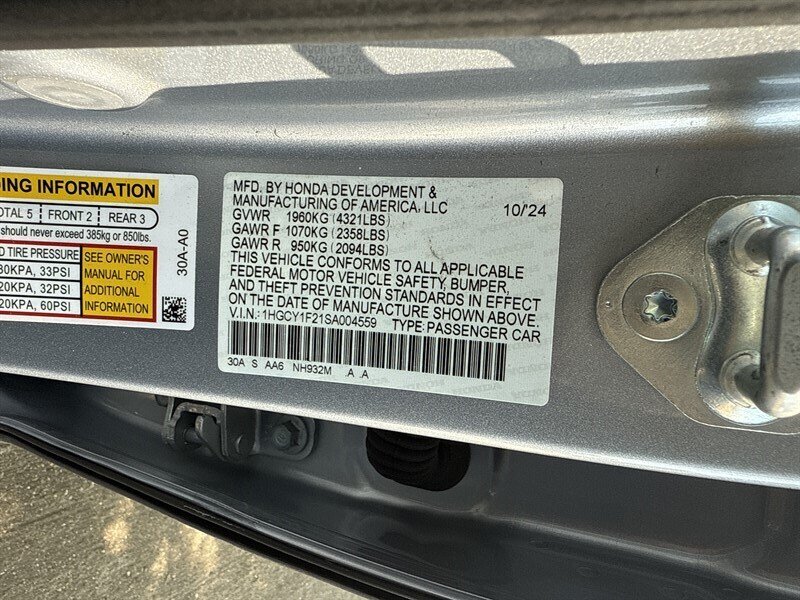 DING INFORMATION
TOTAL 5 FRONT 2 REAR 3
should never exceed 385kg or 850lbs.
TIRE PRESSURE
KPA, 33PSI
20KPA, 32PSI
20KPA, 60PSI
SEE OWNER'S
MANUAL FOR
ADDITIONAL
INFORMATION
30A-A0
MFD. BY HONDA DEVELOPMENT &
MANUFACTURING OF AMERICA, LLC 10/'24
GVWR 1960KG (4321LBS)
GAWR F 1070KG (2358LBS)
GAWR R 950KG (2094LBS)
THIS VEHICLE CONFORMS TO ALL APPLICABLE
FEDERAL MOTOR VEHICLE SAFETY, BUMPER,
AND THEFT PREVENTION STANDARDS IN EFFECT
ON THE DATE OF MANUFACTURE SHOWN ABOVE.
V.I.N.:1HGCY1F21SA004559 TYPE:PASSENGER CAR
30A S AA6 NH932M .A .A